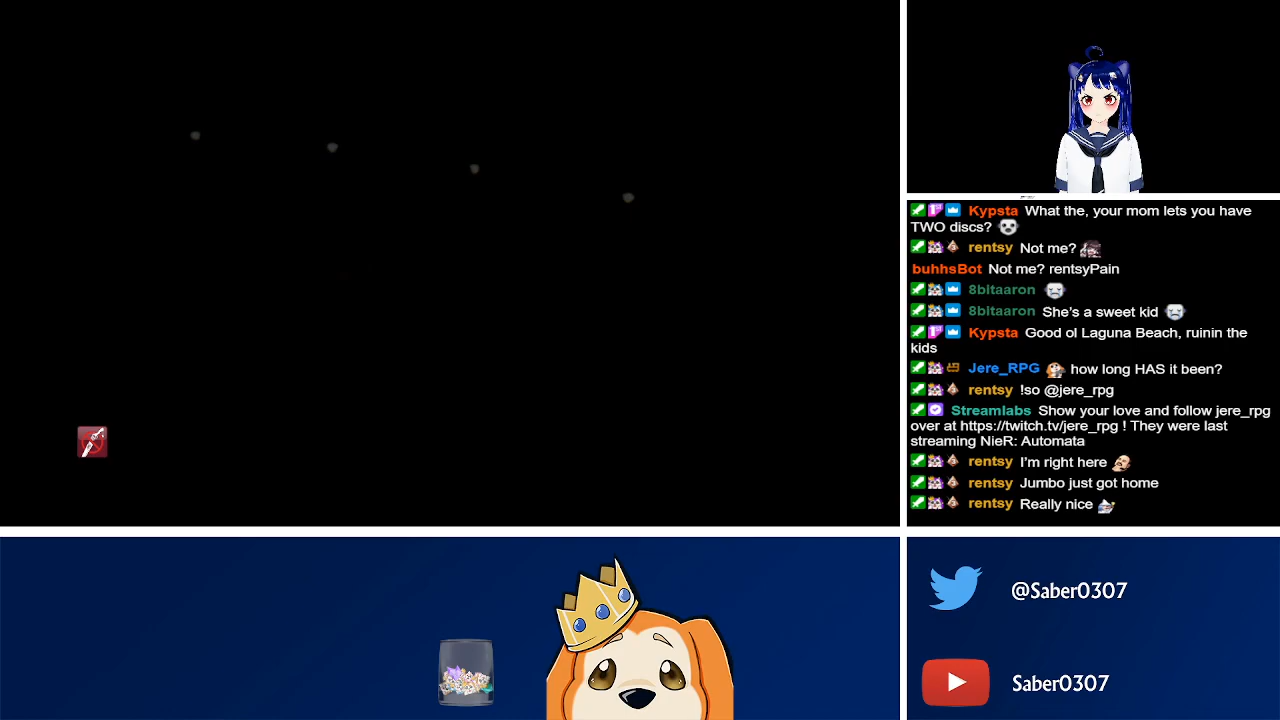 Kypsta What the, your mom lets you have
TWO discs?
rentsy Not me?
buhhsBot Not me? rentsyPain
8bitaaron
8bitaaron She's a sweet kid
Kypsta Good ol Laguna Beach, ruinin the
kids
Jere_RPG how long HAS it been?
rentsy !so @jere_rpg
Streamlabs Show your love and follow jere_rpg
over at https://twitch.tv/jere_rpg ! They were last
streaming NieR: Automata
rentsy I'm right here
rentsy Jumbo just got home
rentsy Really nice
@Saber0307
Saber0307